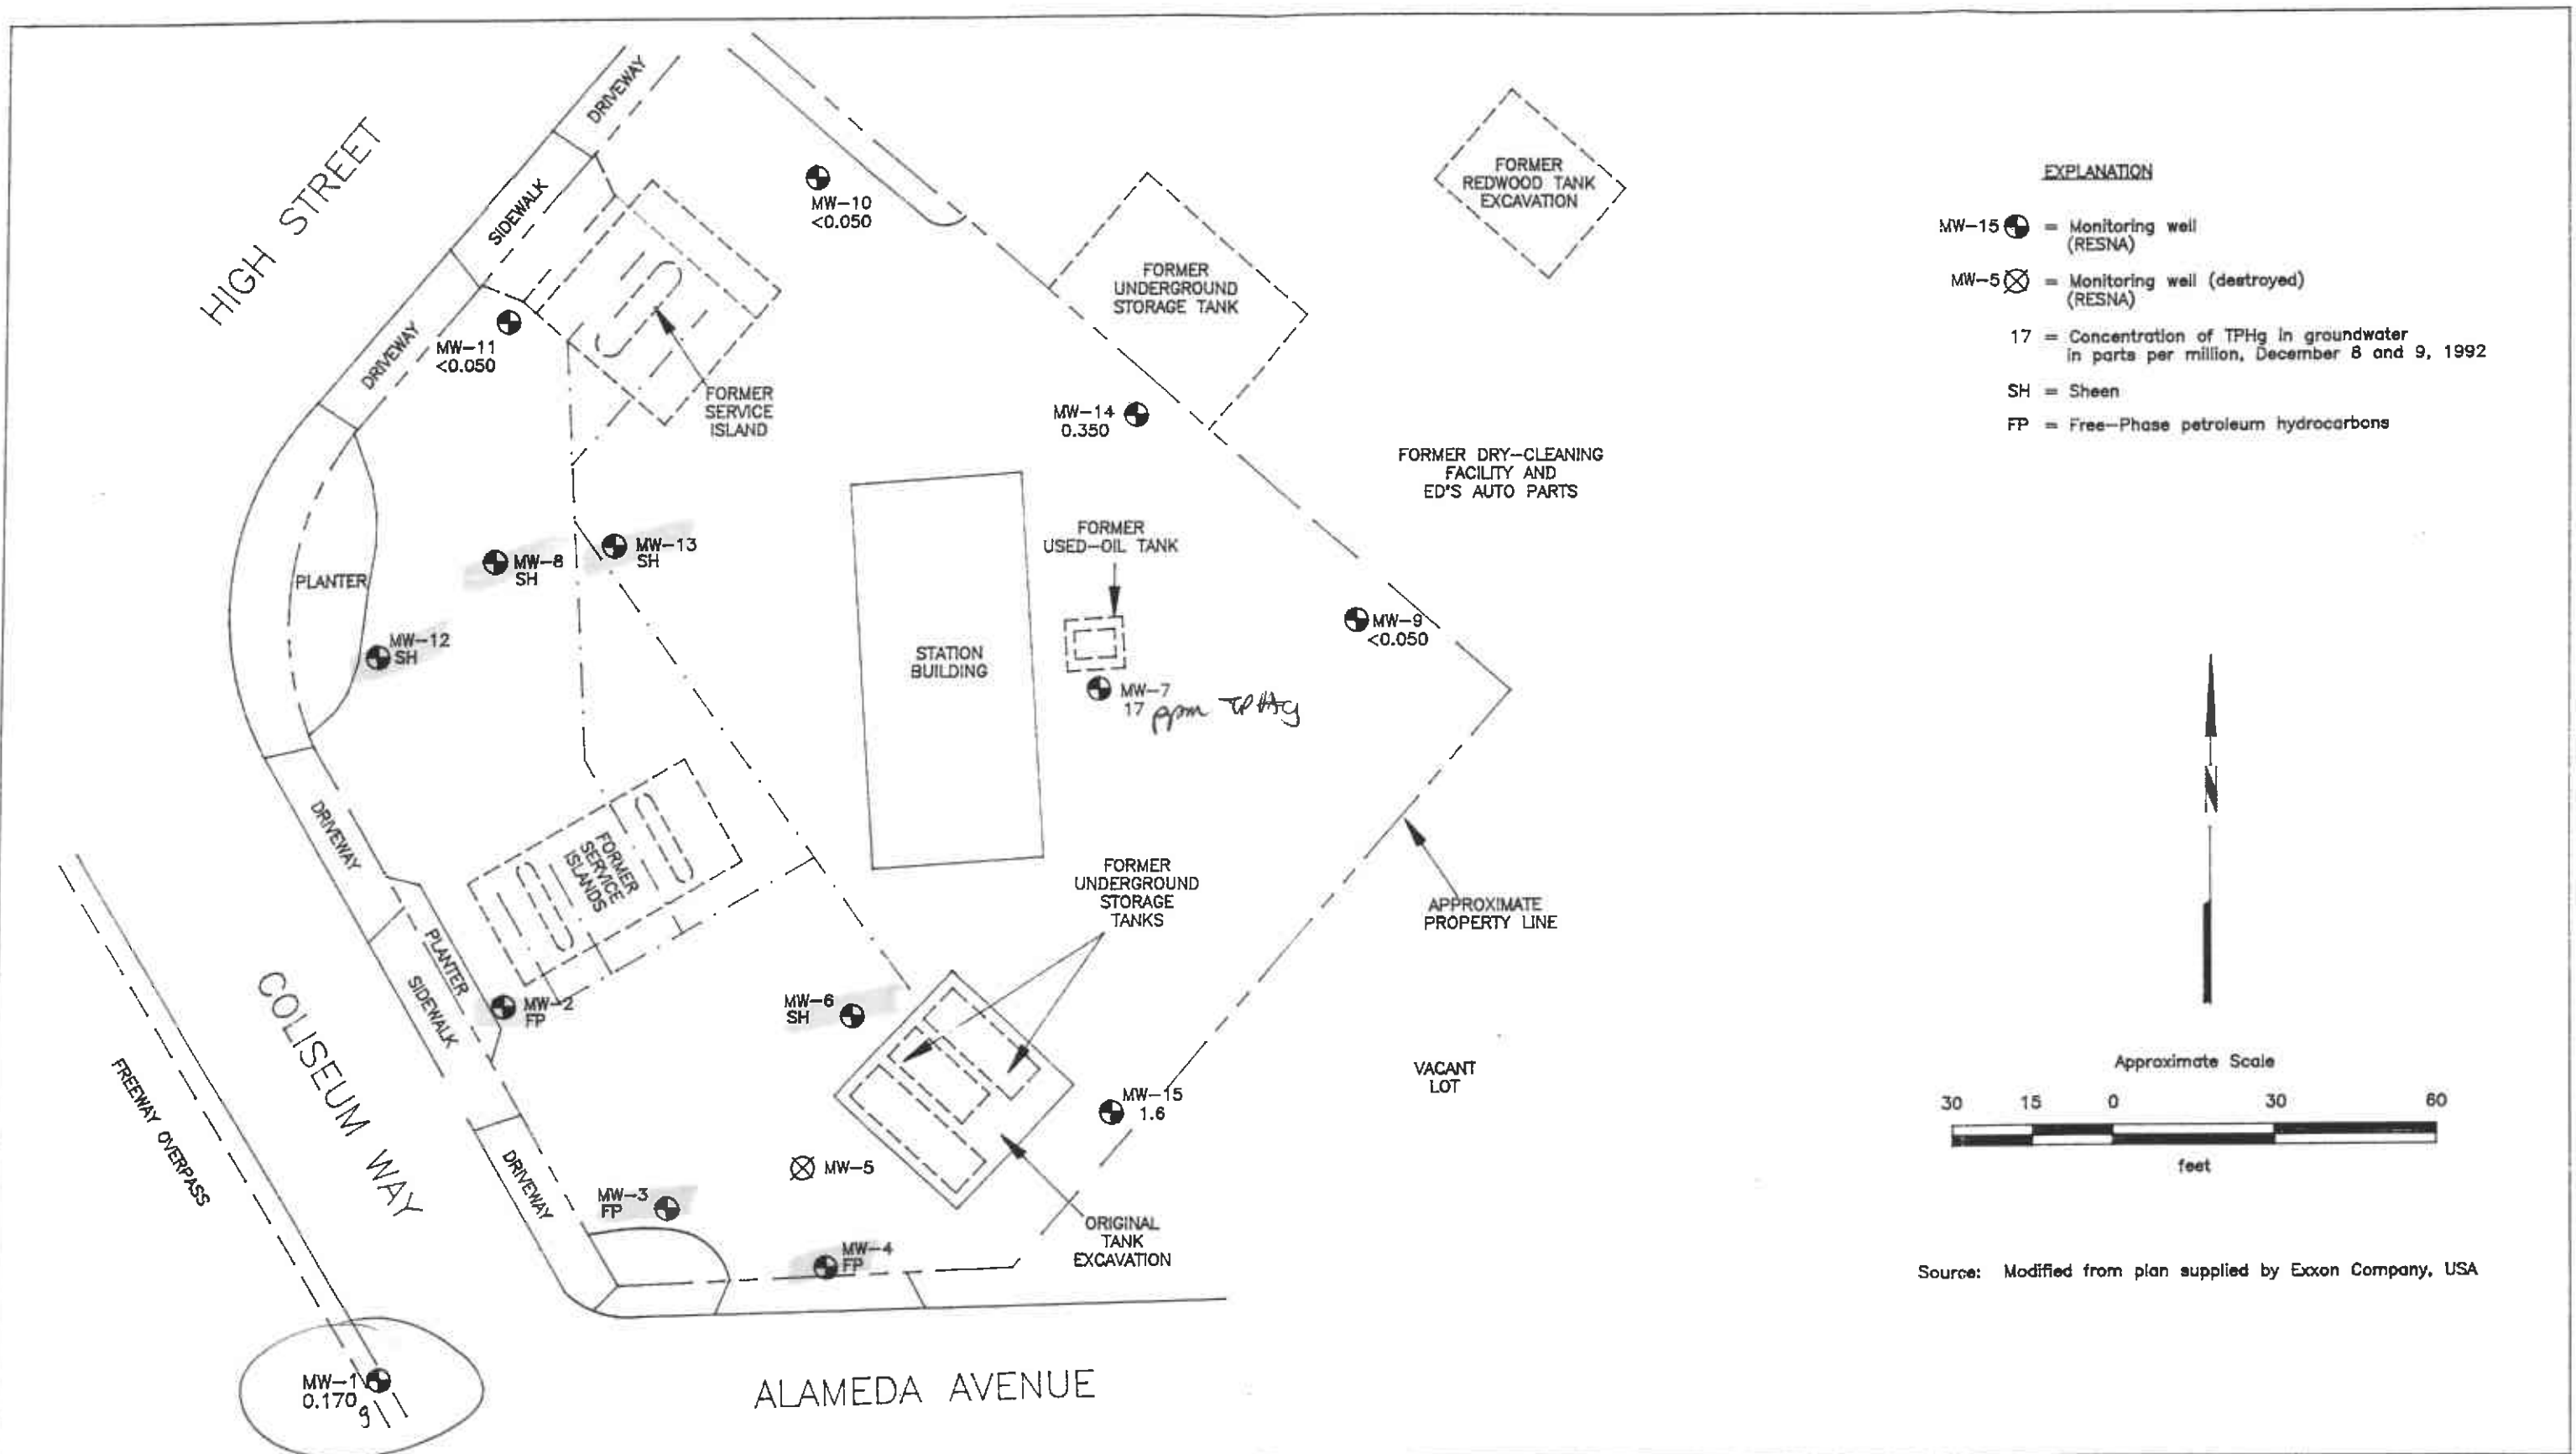 HIGH STREET
DRIVEWAY
SIDEWALK
DRIVEWAY
PLANTER
DRIVEWAY
PLANTER
SIDEWALK
DRIVEWAY
COLISEUM WAY
FREEWAY OVERPASS
ALAMEDA AVENUE
MW-10
<0.050
MW-11
<0.050
FORMER
SERVICE
ISLAND
MW-14
0.350
FORMER
UNDERGROUND
STORAGE TANK
FORMER
REDWOOD TANK
EXCAVATION
FORMER DRY-CLEANING
FACILITY AND
ED'S AUTO PARTS
MW-8
SH
MW-13
SH
MW-12
SH
FORMER
USED-OIL TANK
STATION
BUILDING
MW-7
17 ppm TPHg
MW-9
<0.050
FORMER
SERVICE
ISLANDS
FORMER
UNDERGROUND
STORAGE
TANKS
APPROXIMATE
PROPERTY LINE
MW-2
FP
MW-6
SH
VACANT
LOT
MW-15
1.6
MW-5
MW-3
FP
MW-4
FP
ORIGINAL
TANK
EXCAVATION
MW-1
0.170
g
EXPLANATION
MW-15 = Monitoring well
(RESNA)
MW-5 = Monitoring well (destroyed)
(RESNA)
17 = Concentration of TPHg in groundwater
in parts per million, December 8 and 9, 1992
SH = Sheen
FP = Free-Phase petroleum hydrocarbons
N
Approximate Scale
30 15 0 30 60
feet
Source: Modified from plan supplied by Exxon Company, USA